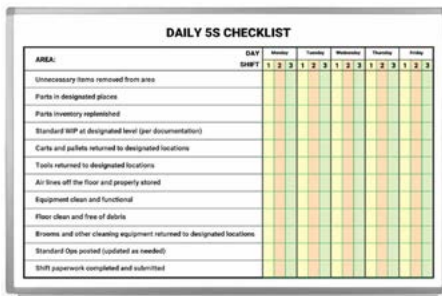 DAILY 5S CHECKLIST
AREA: DAY Monday Tuesday Wednesday Thursday Friday
SHIFT 1 2 3 1 2 3 1 2 3 1 2 3 1 2 3
Unnecessary items removed from area
Parts in designated places
Parts inventory replenished
Standard WIP at designated level (per documentation)
Carts and pallets returned to designated locations
Tools returned to designated locations
Air lines off the floor and properly stored
Equipment clean and functional
Floor clean and free of debris
Brooms and other cleaning equipment returned to designated locations
Standard Ops posted (updated as needed)
Shift paperwork completed and submitted